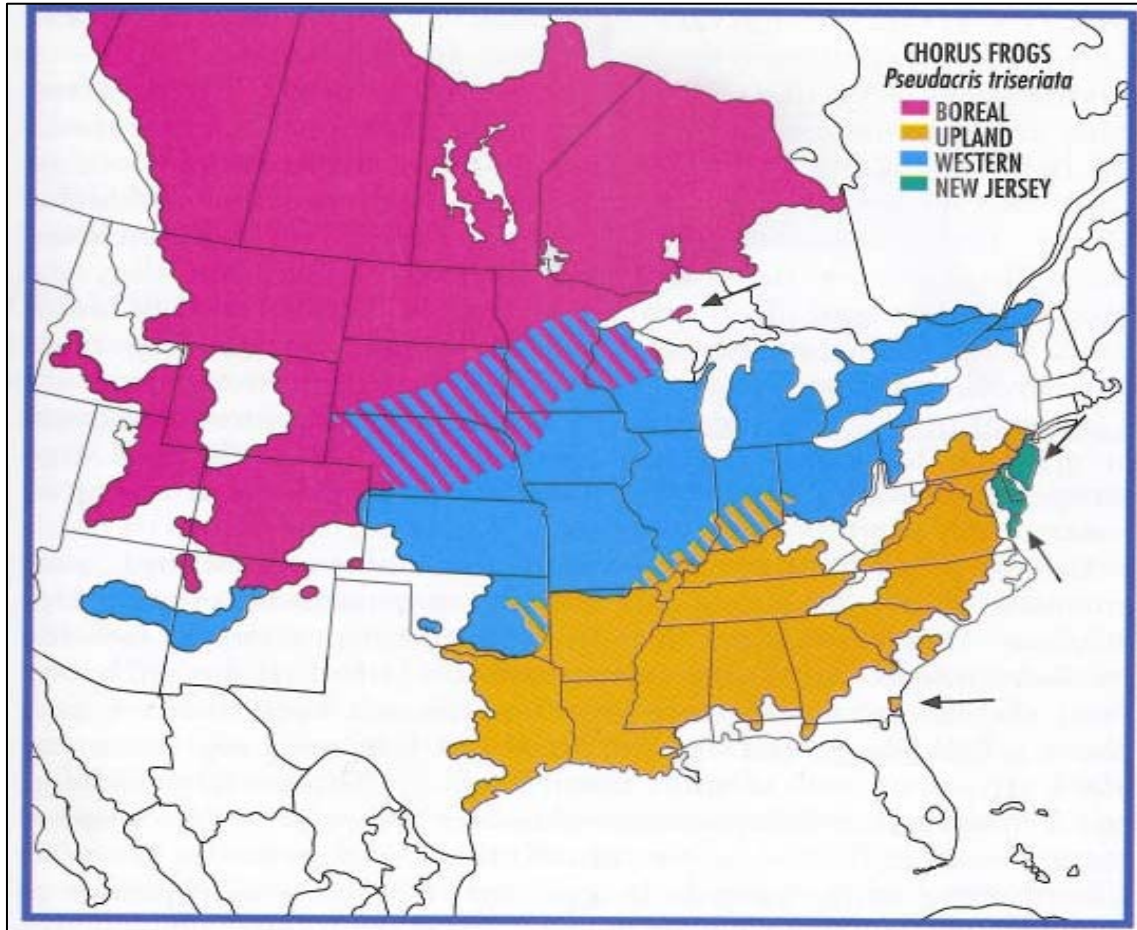 CHORUS FROGS
Pseudacris triseriata
BOREAL
UPLAND
WESTERN
NEW JERSEY